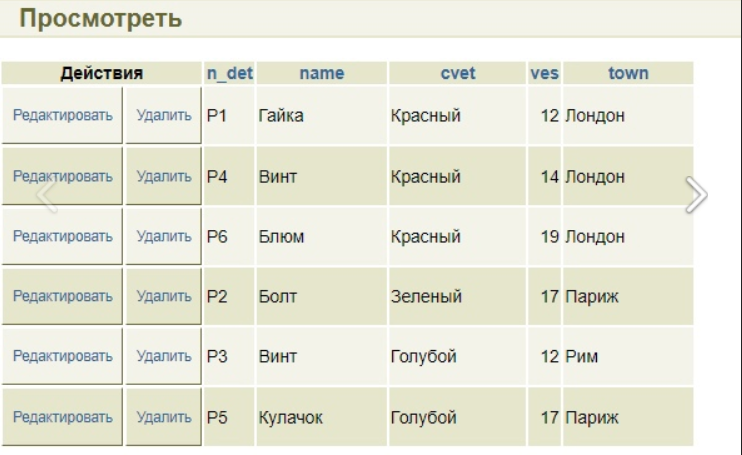 Просмотреть
Действия n_det name cvet ves town
Редактировать Удалить P1 Гайка Красный 12 Лондон
Редактировать Удалить P4 Винт Красный 14 Лондон
Редактировать Удалить P6 Блюм Красный 19 Лондон
Редактировать Удалить P2 Болт Зеленый 17 Париж
Редактировать Удалить P3 Винт Голубой 12 Рим
Редактировать Удалить P5 Кулачок Голубой 17 Париж